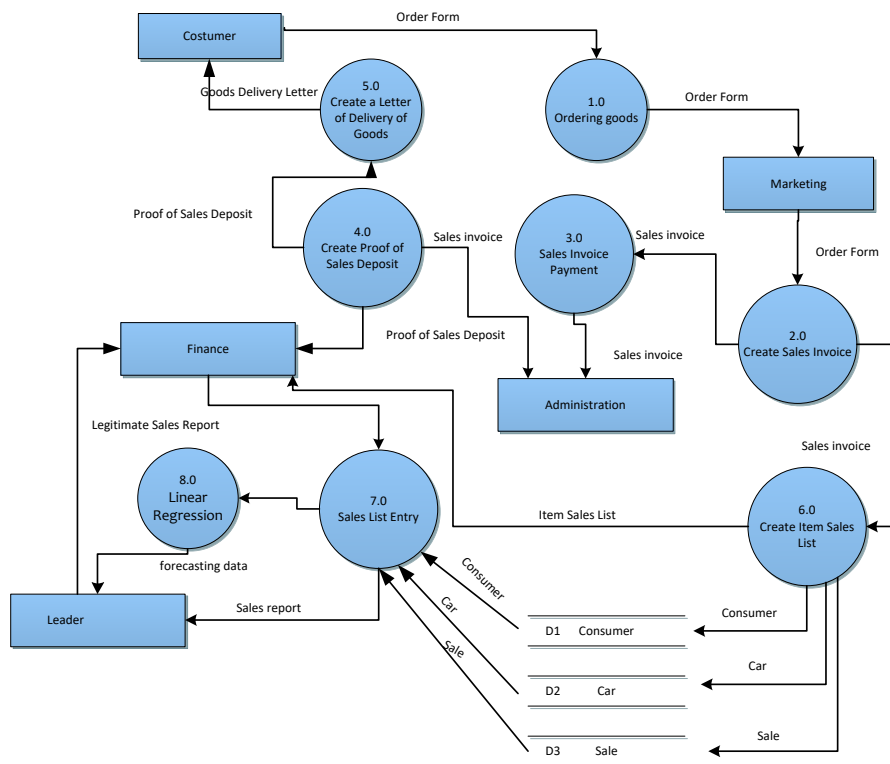 Order Form
Costumer
5.0
Create a Letter
of Delivery of
Goods
Goods Delivery Letter
1.0
Ordering goods
Order Form
Marketing
Proof of Sales Deposit
4.0
Create Proof of
Sales Deposit
Sales invoice
3.0
Sales Invoice
Payment
Sales invoice
Order Form
2.0
Create Sales Invoice
Proof of Sales Deposit
Finance
Sales invoice
Administration
Legitimate Sales Report
Sales invoice
8.0
Linear
Regression
7.0
Sales List Entry
Item Sales List
6.0
Create Item Sales
List
forecasting data
Leader
Sales report
Consumer
Car
Sale
D1 Consumer
Consumer
D2 Car
Car
D3 Sale
Sale